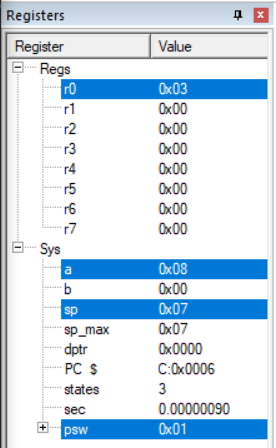 Registers
Register Value
Regs
r0 0x03
r1 0x00
r2 0x00
r3 0x00
r4 0x00
r5 0x00
r6 0x00
r7 0x00
Sys
a 0x08
b 0x00
sp 0x07
sp_max 0x07
dptr 0x0000
PC $ C:0x0006
states 3
sec 0.00000090
psw 0x01